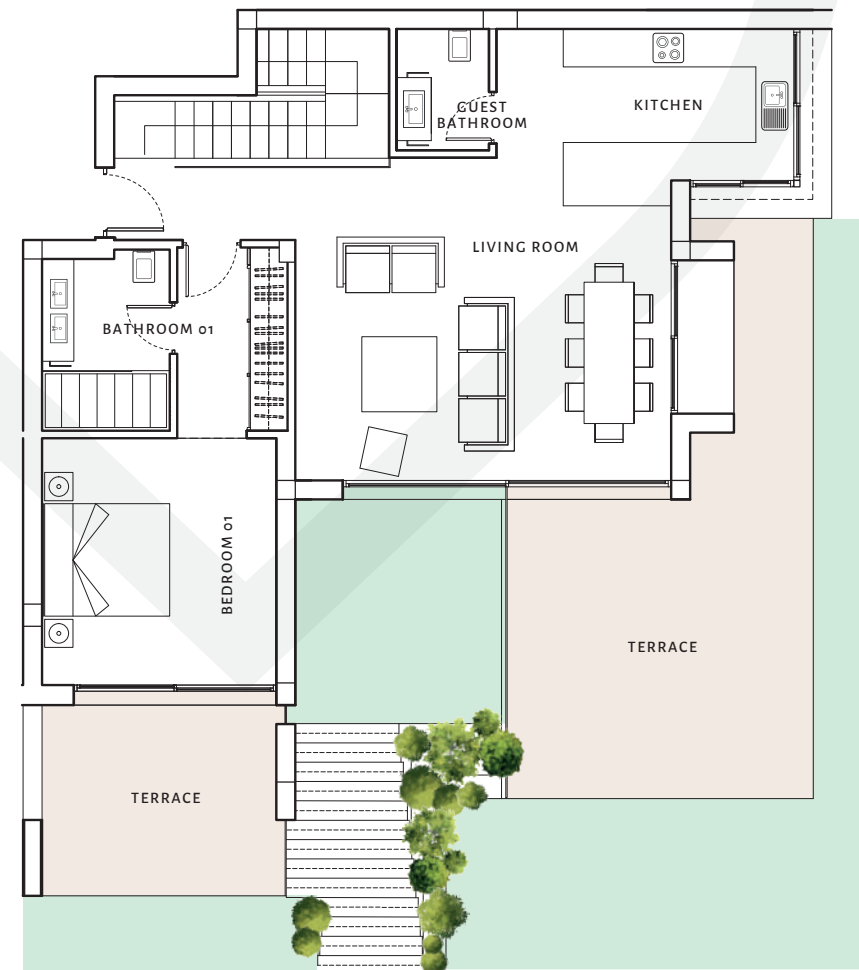 GUEST
BATHROOM
KITCHEN
LIVING ROOM
BATHROOM 01
BEDROOM 01
TERRACE
TERRACE